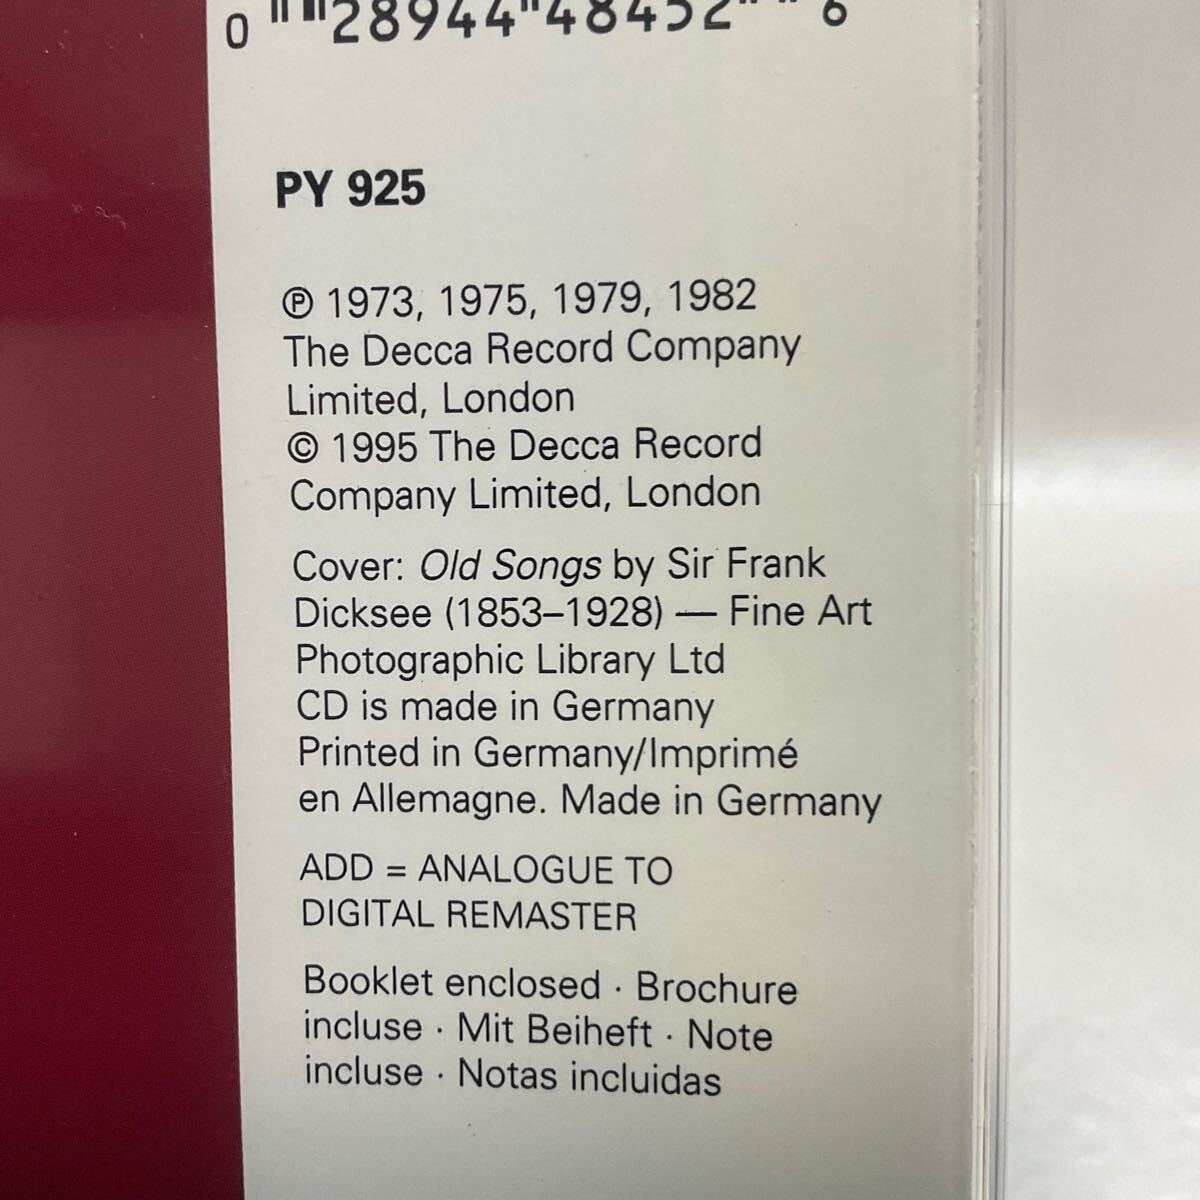 0 28944 48452 6
PY 925
℗ 1973, 1975, 1979, 1982
The Decca Record Company
Limited, London
© 1995 The Decca Record
Company Limited, London
Cover: Old Songs by Sir Frank
Dicksee (1853–1928) — Fine Art
Photographic Library Ltd
CD is made in Germany
Printed in Germany/Imprimé
en Allemagne. Made in Germany
ADD = ANALOGUE TO
DIGITAL REMASTER
Booklet enclosed · Brochure
incluse · Mit Beiheft · Note
incluse · Notas incluidas